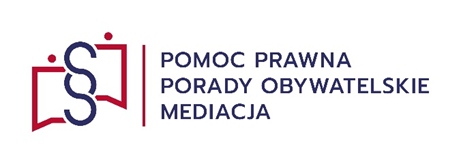 §
POMOC PRAWNA
PORADY OBYWATELSKIE
MEDIACJA